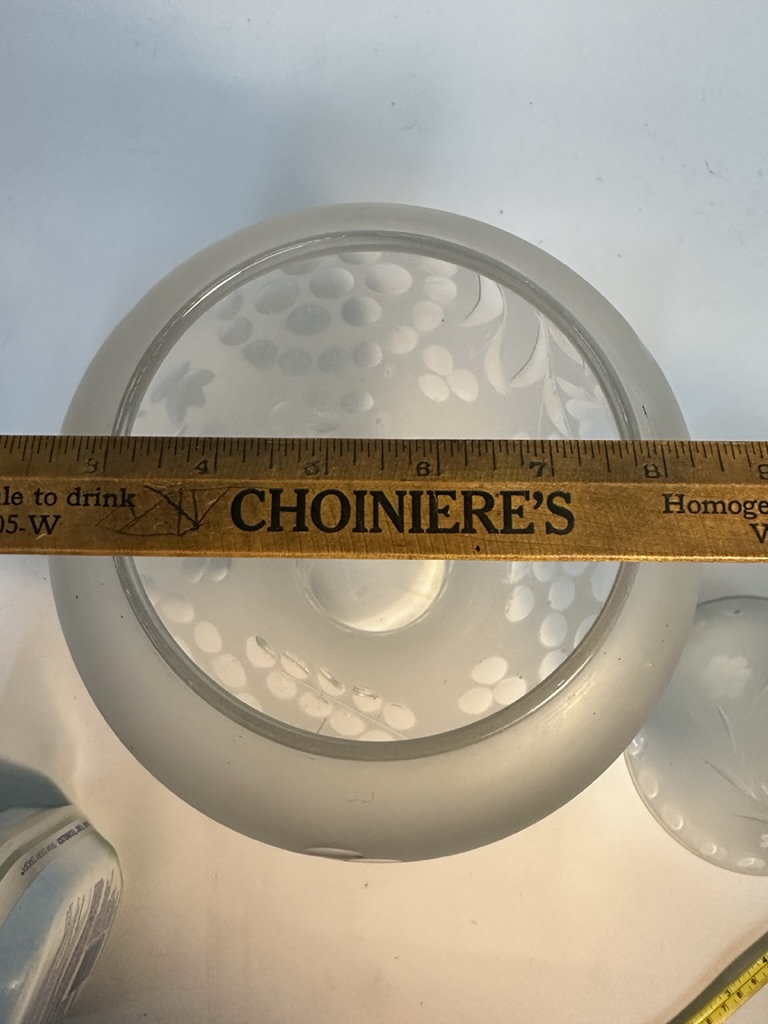 3 4 5 6 7 8 9
le to drink CHOINIERE'S Homoge
05-W V